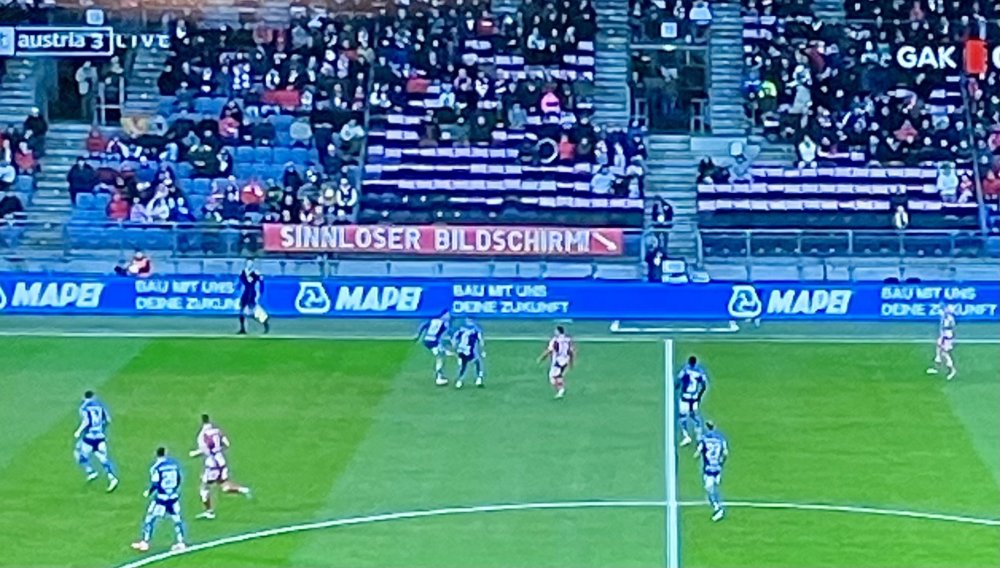 austria 3 LIVE
GAK
SINNLOSER BILDSCHIRM!
MAPEI
BAU MIT UNS
DEINE ZUKUNFT
MAPEI
BAU MIT UNS
DEINE ZUKUNFT
MAPEI
BAU MIT UNS
DEINE ZUKUNFT
28